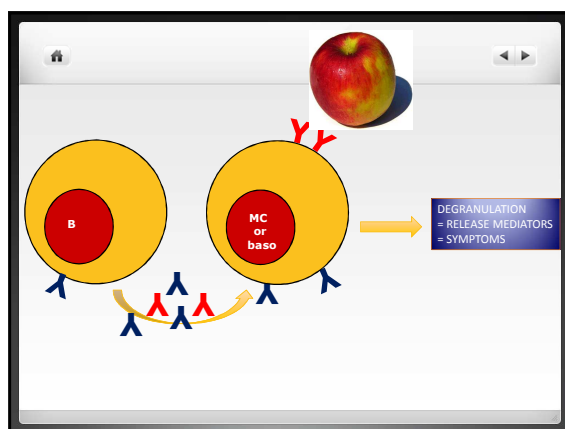 B
MC
or
baso
DEGRANULATION
= RELEASE MEDIATORS
= SYMPTOMS